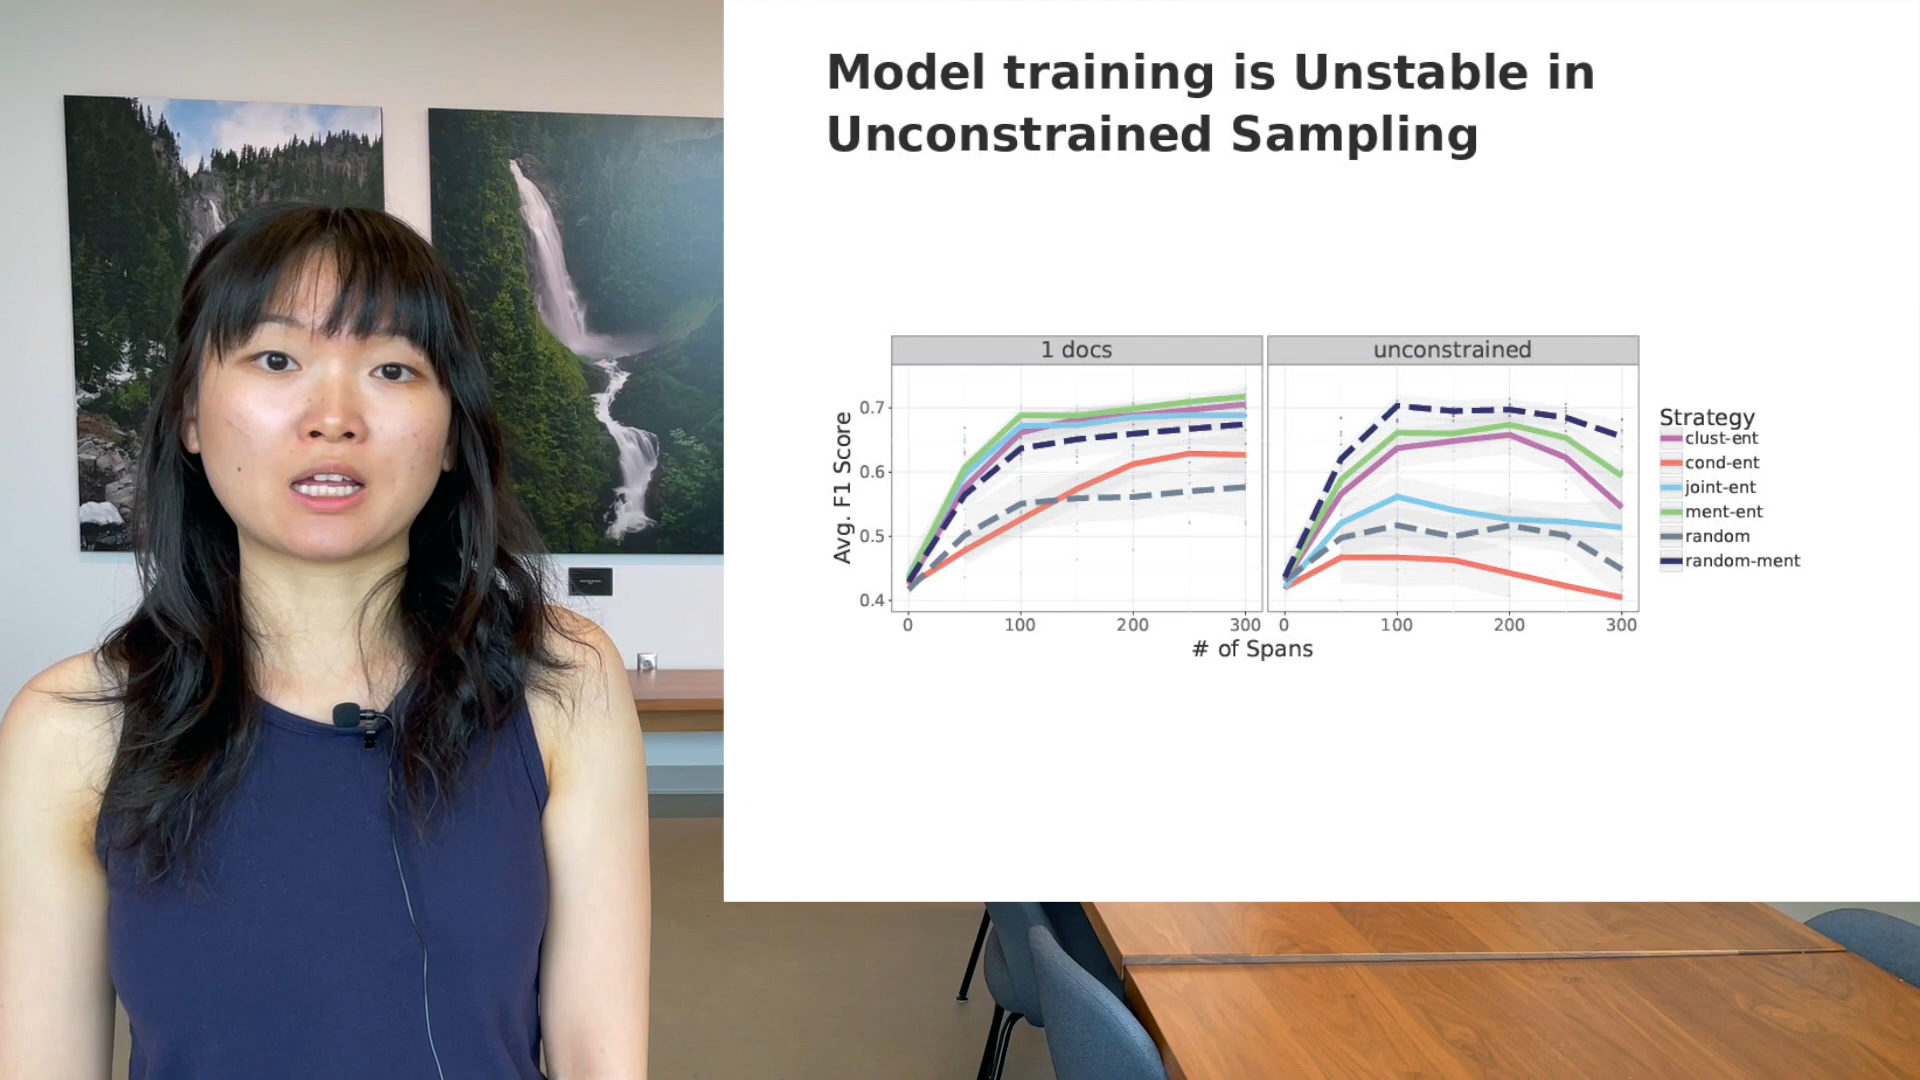 Model training is Unstable in
Unconstrained Sampling
1 docs
unconstrained
Avg. F1 Score
0.7
0.6
0.5
0.4
0
100
200
300
0
100
200
300
# of Spans
Strategy
clust-ent
cond-ent
joint-ent
ment-ent
random
random-ment